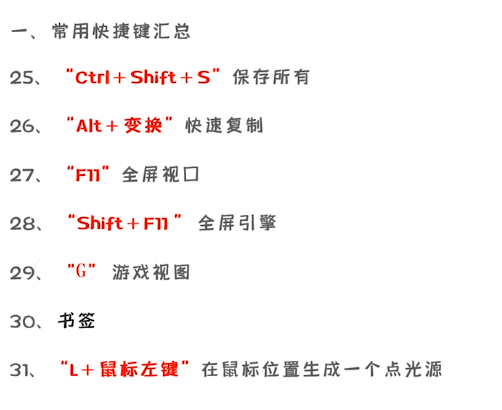 一、常用快捷键汇总
25、“Ctrl＋Shift＋S”保存所有
26、“Alt＋变换”快速复制
27、“F11”全屏视口
28、“Shift＋F11”全屏引擎
29、“G”游戏视图
30、书签
31、“L＋鼠标左键”在鼠标位置生成一个点光源